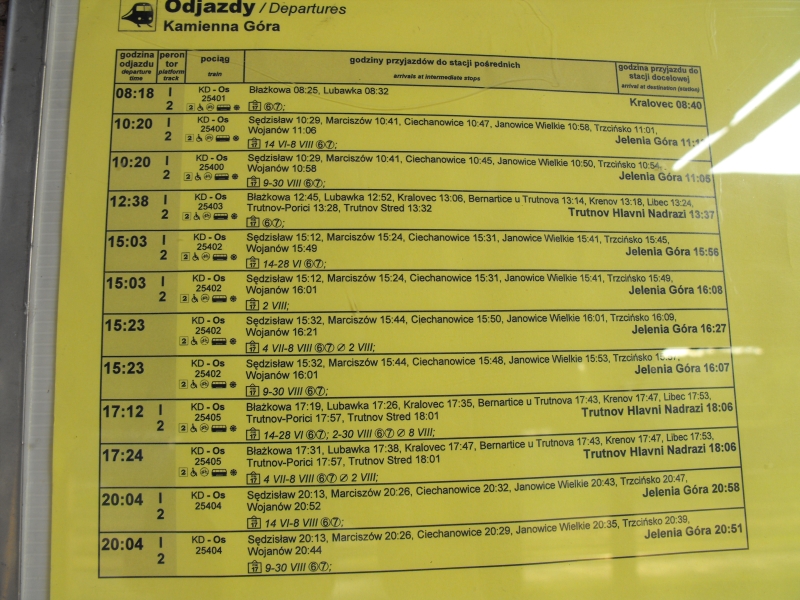 Odjazdy / Departures
Kamienna Góra
godzina odjazdu departure time
peron tor platform track
pociąg train
godziny przyjazdów do stacji pośrednich
arrivals at intermediate stops
godzina przyjazdu do stacji docelowej
arrival at destination (station)
08:18 I 2 KD - Os 25401 Błażkowa 08:25, Lubawka 08:32
⑥⑦; Kralovec 08:40
10:20 I 2 KD - Os 25400 Sędzisław 10:29, Marciszów 10:41, Ciechanowice 10:47, Janowice Wielkie 10:58, Trzcińsko 11:01,
Wojanów 11:06 Jelenia Góra
14 VI-8 VIII ⑥⑦;
10:20 I 2 KD - Os 25400 Sędzisław 10:29, Marciszów 10:41, Ciechanowice 10:45, Janowice Wielkie 10:50, Trzcińsko 10:54,
Wojanów 10:58 Jelenia Góra 11:05
9-30 VIII ⑥⑦;
12:38 I 2 KD - Os 25403 Błażkowa 12:45, Lubawka 12:52, Kralovec 13:06, Bernartice u Trutnova 13:14, Krenov 13:18, Libec 13:24,
Trutnov-Porici 13:28, Trutnov Stred 13:32 Trutnov Hlavni Nadrazi 13:37
⑥⑦;
15:03 I 2 KD - Os 25402 Sędzisław 15:12, Marciszów 15:24, Ciechanowice 15:31, Janowice Wielkie 15:41, Trzcińsko 15:45,
Wojanów 15:49 Jelenia Góra 15:56
14-28 VI ⑥⑦;
15:03 I 2 KD - Os 25402 Sędzisław 15:12, Marciszów 15:24, Ciechanowice 15:31, Janowice Wielkie 15:41, Trzcińsko 15:49,
Wojanów 16:01 Jelenia Góra 16:08
2 VIII;
15:23 KD - Os 25402 Sędzisław 15:32, Marciszów 15:44, Ciechanowice 15:50, Janowice Wielkie 16:01, Trzcińsko 16:09,
Wojanów 16:21 Jelenia Góra 16:27
4 VII-8 VIII ⑥⑦ ∅ 2 VIII;
15:23 KD - Os 25402 Sędzisław 15:32, Marciszów 15:44, Ciechanowice 15:48, Janowice Wielkie 15:53, Trzcińsko
Wojanów 16:01 Jelenia Góra 16:07
9-30 VIII ⑥⑦;
17:12 I 2 KD - Os 25405 Błażkowa 17:19, Lubawka 17:26, Kralovec 17:35, Bernartice u Trutnova 17:43, Krenov 17:47, Libec 17:53,
Trutnov-Porici 17:57, Trutnov Stred 18:01 Trutnov Hlavni Nadrazi 18:06
14-28 VI ⑥⑦; 2-30 VIII ⑥⑦ ∅ 8 VIII;
17:24 KD - Os 25405 Błażkowa 17:31, Lubawka 17:38, Kralovec 17:47, Bernartice u Trutnova 17:43, Krenov 17:47, Libec 17:53,
Trutnov-Porici 17:57, Trutnov Stred 18:01 Trutnov Hlavni Nadrazi 18:06
4 VII-8 VIII ⑥⑦ ∅ 2 VIII;
20:04 I 2 KD - Os 25404 Sędzisław 20:13, Marciszów 20:26, Ciechanowice 20:32, Janowice Wielkie 20:43, Trzcińsko 20:47,
Wojanów 20:52 Jelenia Góra 20:58
14 VI-8 VIII ⑥⑦;
20:04 I 2 KD - Os 25404 Sędzisław 20:13, Marciszów 20:26, Ciechanowice 20:29, Janowice Wielkie 20:35, Trzcińsko 20:39,
Wojanów 20:44 Jelenia Góra 20:51
9-30 VIII ⑥⑦;